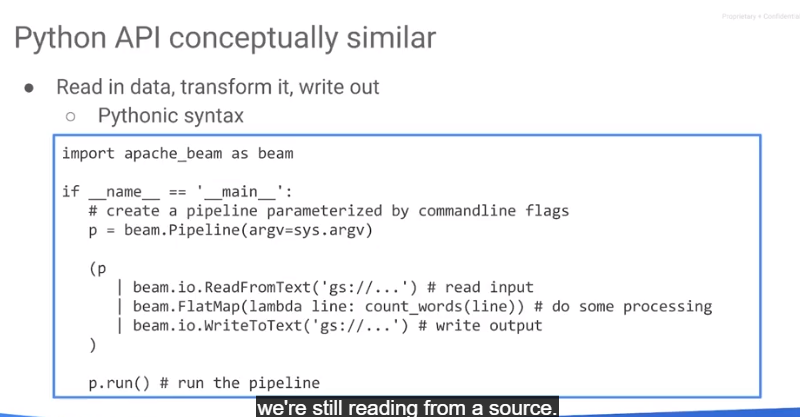 Proprietary + Confidential
Python API conceptually similar
● Read in data, transform it, write out
○ Pythonic syntax
import apache_beam as beam
if __name__ == '__main__':
# create a pipeline parameterized by commandline flags
p = beam.Pipeline(argv=sys.argv)
(p
| beam.io.ReadFromText('gs://...') # read input
| beam.FlatMap(lambda line: count_words(line)) # do some processing
| beam.io.WriteToText('gs://...') # write output
)
p.run() # run the pipeline
we're still reading from a source.